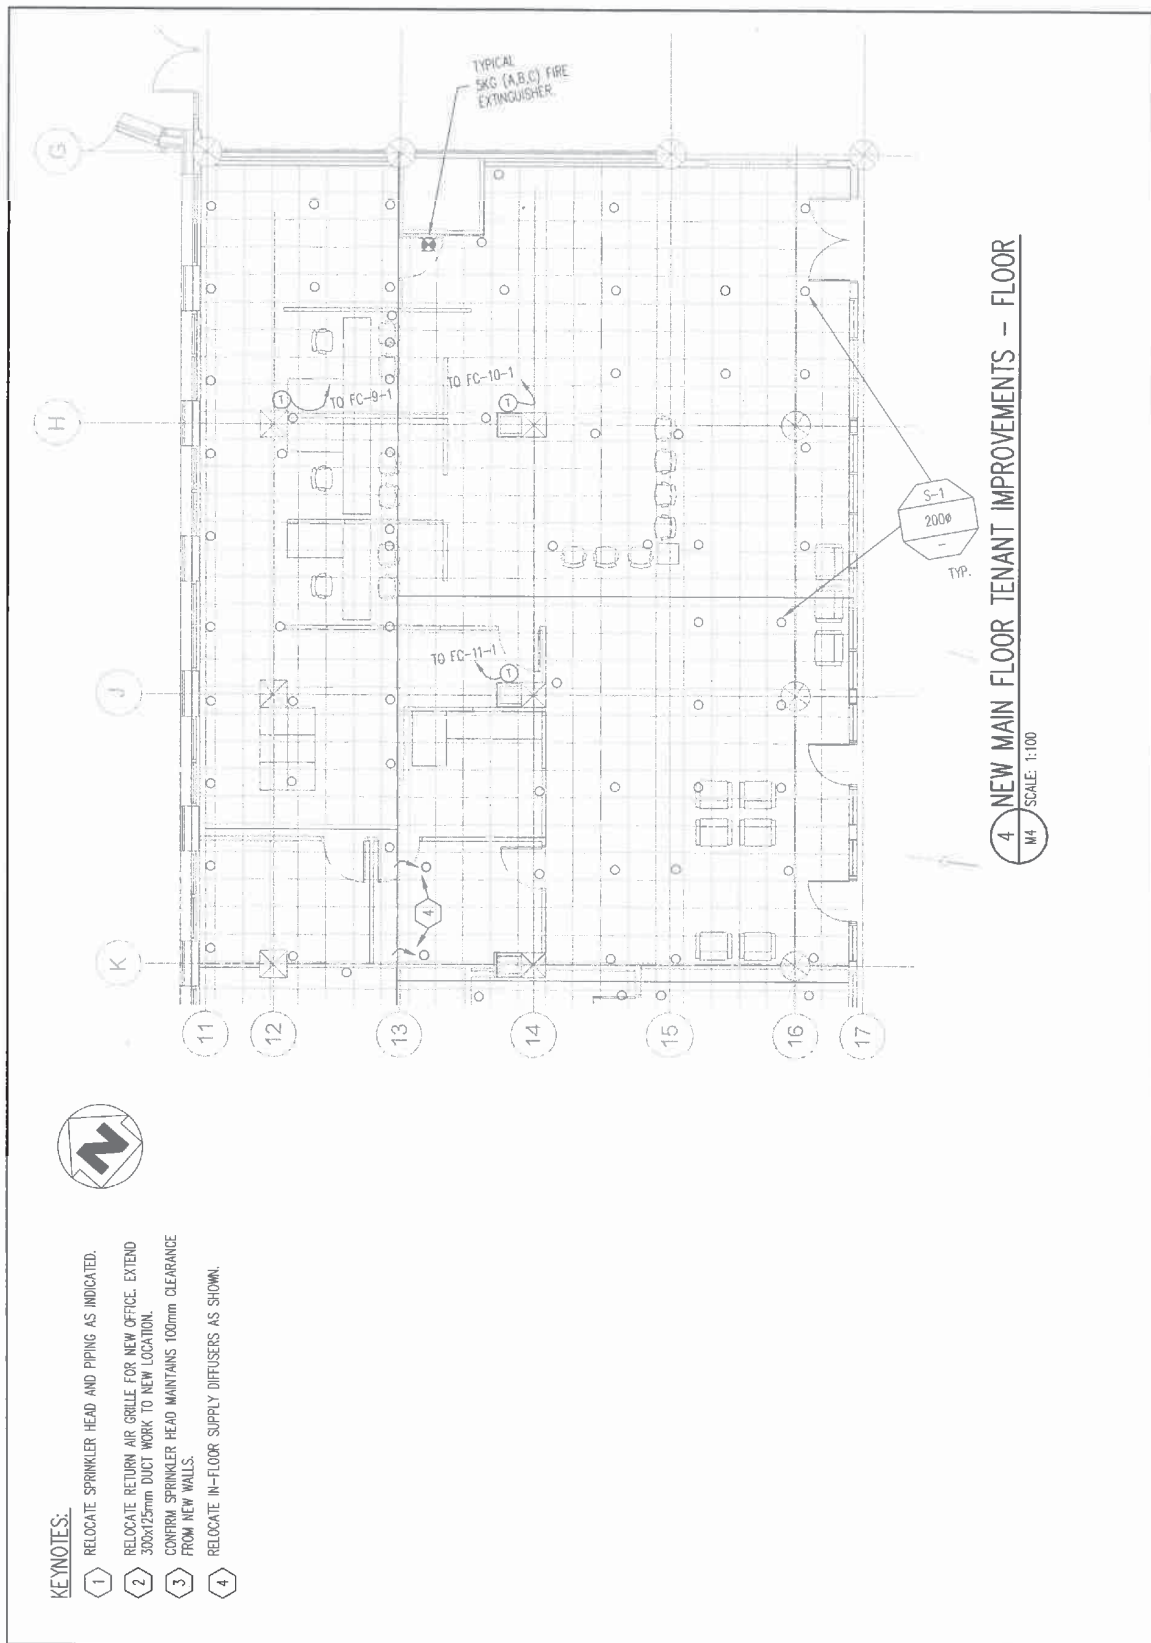 KEYNOTES:
1 RELOCATE SPRINKLER HEAD AND PIPING AS INDICATED.
2 RELOCATE RETURN AIR GRILLE FOR NEW OFFICE. EXTEND
300x125mm DUCT WORK TO NEW LOCATION.
3 CONFIRM SPRINKLER HEAD MAINTAINS 100mm CLEARANCE
FROM NEW WALLS.
4 RELOCATE IN-FLOOR SUPPLY DIFFUSERS AS SHOWN.
N
K
J
H
G
11
12
13
14
15
16
17
TYPICAL
5KG (A,B,C) FIRE
EXTINGUISHER
T
TO FC-9-1
TO FC-10-1
T
TO FC-11-1
T
4
S-1
200ø
-
TYP.
4 NEW MAIN FLOOR TENANT IMPROVEMENTS - FLOOR
M4 SCALE: 1:100